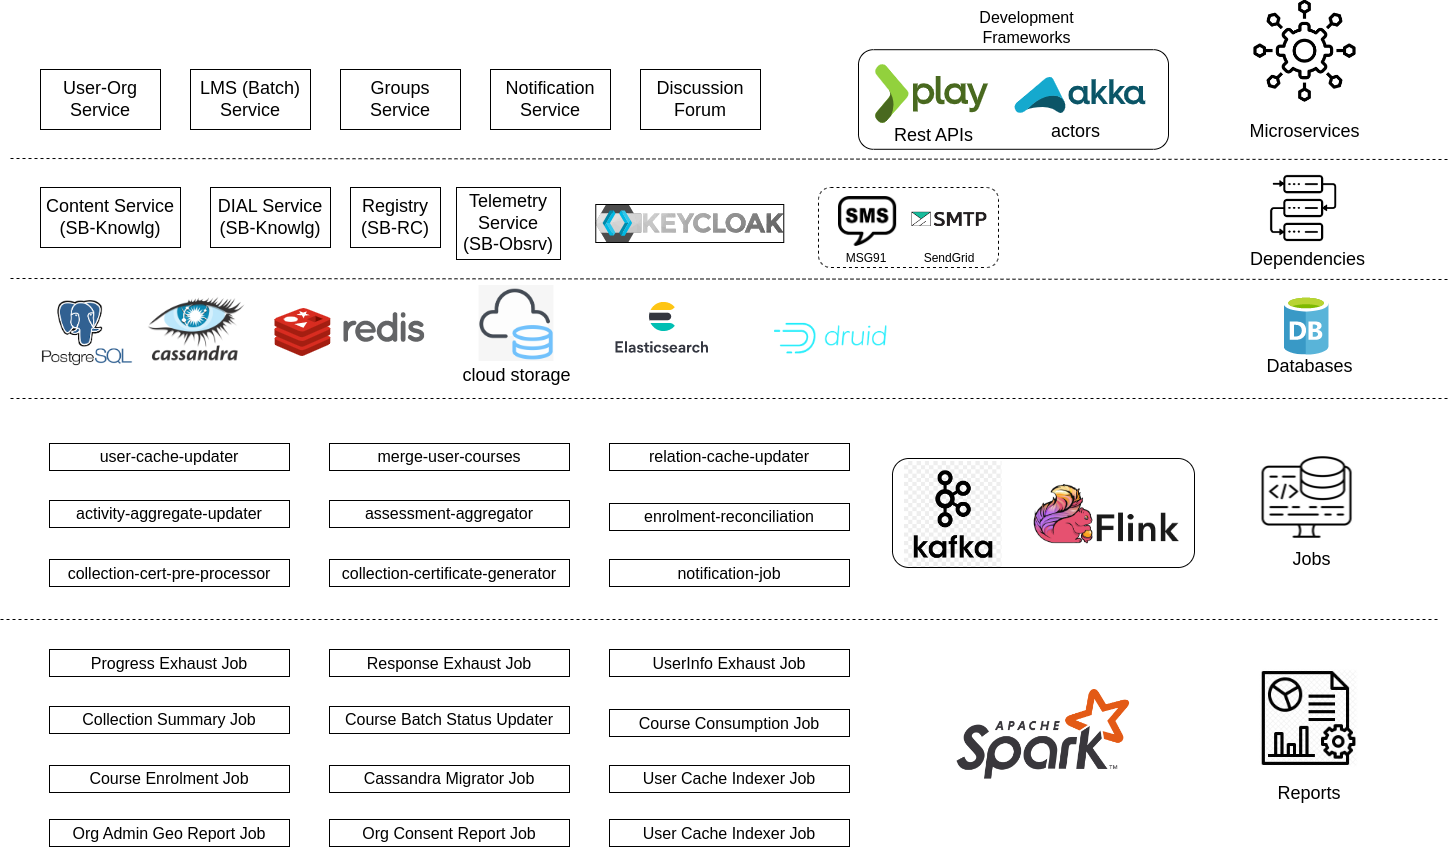 Development
Frameworks
User-Org
Service
LMS (Batch)
Service
Groups
Service
Notification
Service
Discussion
Forum
play
Rest APIs
akka
actors
Microservices
Content Service
(SB-Knowlg)
DIAL Service
(SB-Knowlg)
Registry
(SB-RC)
Telemetry
Service
(SB-Obsrv)
KEYCLOAK
SMS
MSG91
SMTP
SendGrid
Dependencies
PostgreSQL
cassandra
redis
cloud storage
Elasticsearch
druid
DB
Databases
user-cache-updater
merge-user-courses
relation-cache-updater
activity-aggregate-updater
assessment-aggregator
enrolment-reconciliation
collection-cert-pre-processor
collection-certificate-generator
notification-job
kafka
Flink
</>
Jobs
Progress Exhaust Job
Response Exhaust Job
UserInfo Exhaust Job
Collection Summary Job
Course Batch Status Updater
Course Consumption Job
Course Enrolment Job
Cassandra Migrator Job
User Cache Indexer Job
Org Admin Geo Report Job
Org Consent Report Job
User Cache Indexer Job
APACHE
Spark™
Reports